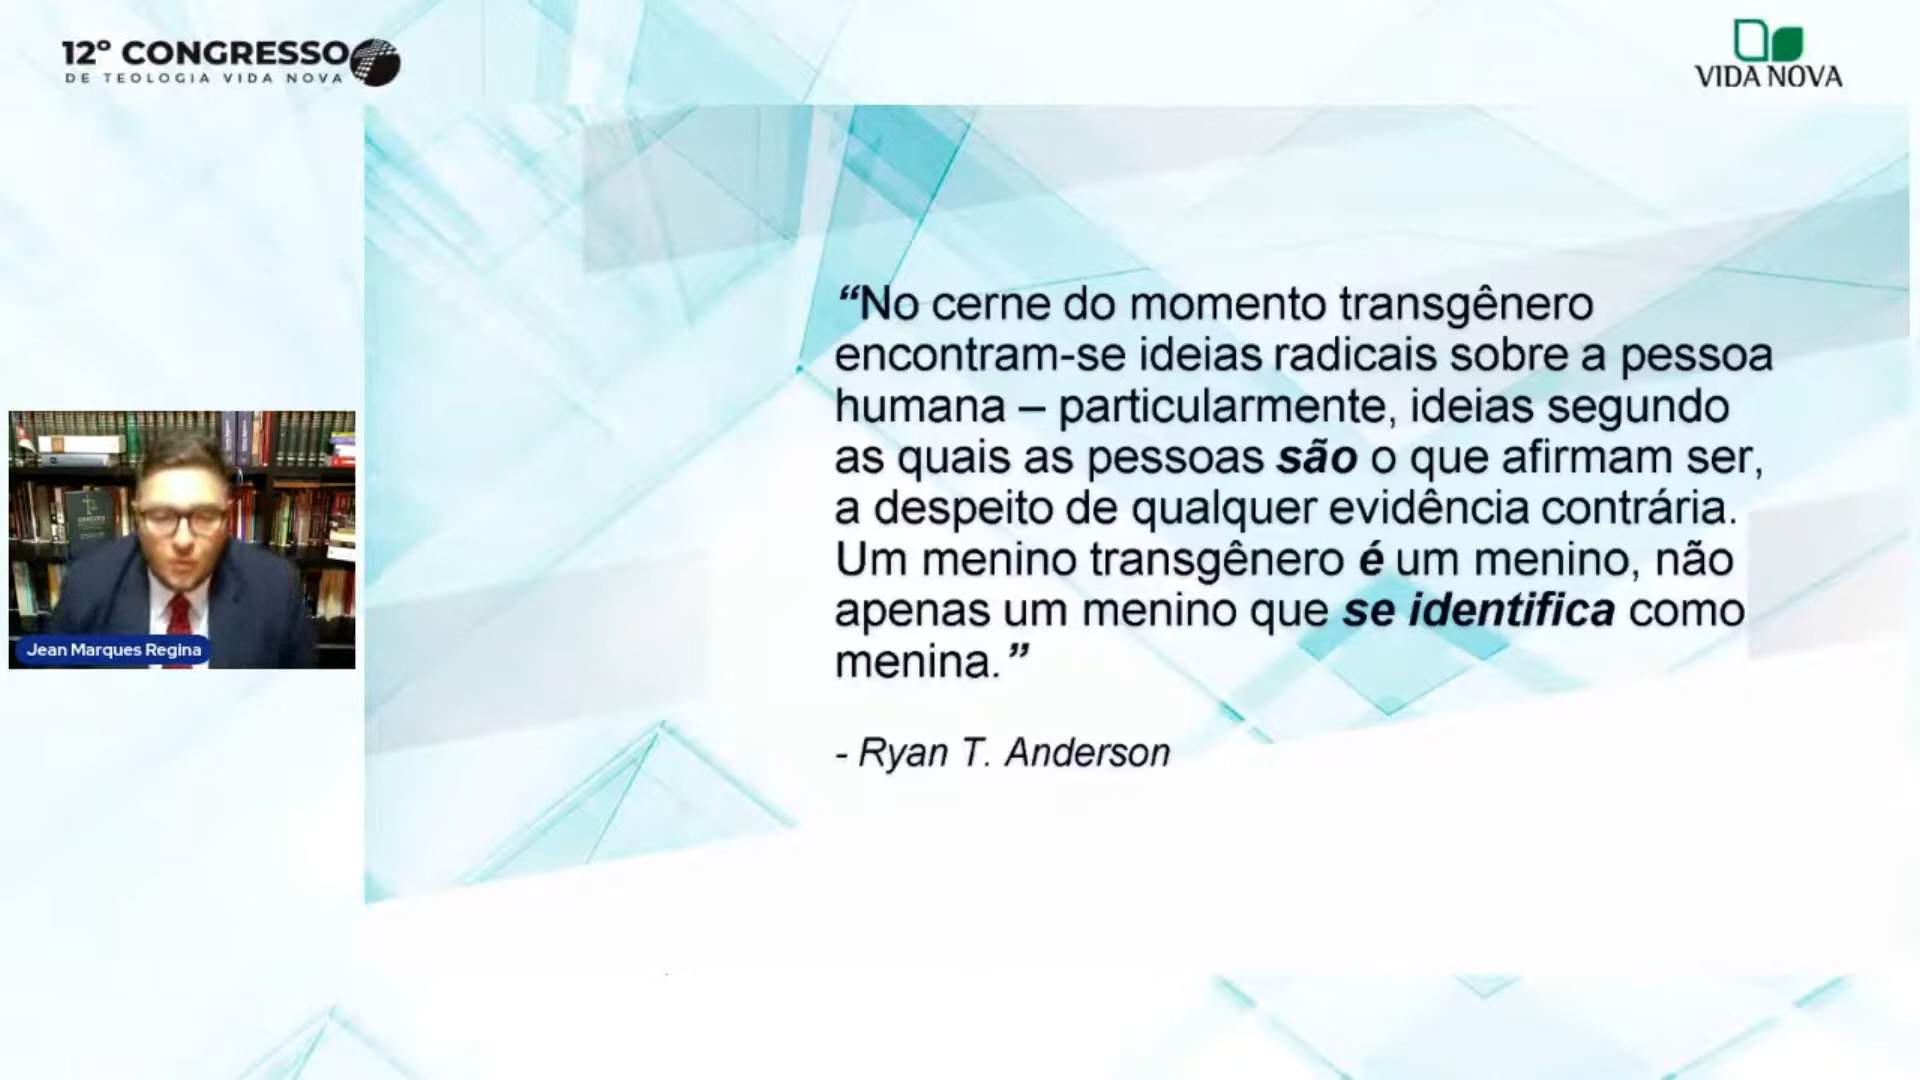 12º CONGRESSO
DE TEOLOGIA VIDA NOVA
VIDA NOVA
“No cerne do momento transgênero
encontram-se ideias radicais sobre a pessoa
humana – particularmente, ideias segundo
as quais as pessoas são o que afirmam ser,
a despeito de qualquer evidência contrária.
Um menino transgênero é um menino, não
apenas um menino que se identifica como
menina.”
- Ryan T. Anderson
Jean Marques Regina